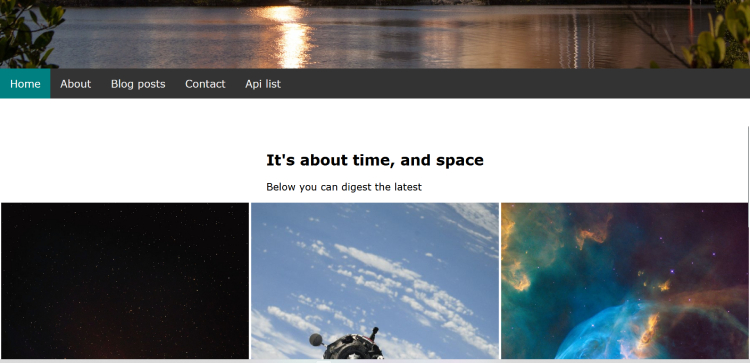 Home About Blog posts Contact Api list
It's about time, and space
Below you can digest the latest